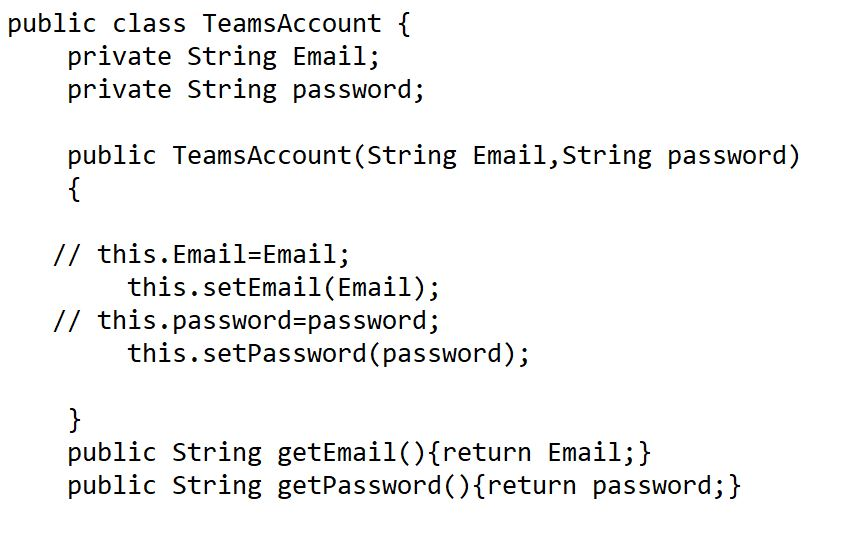 public class TeamsAccount {
    private String Email;
    private String password;
    public TeamsAccount(String Email,String password)
    {
   // this.Email=Email;
        this.setEmail(Email);
   // this.password=password;
        this.setPassword(password);
    }
    public String getEmail(){return Email;}
    public String getPassword(){return password;}